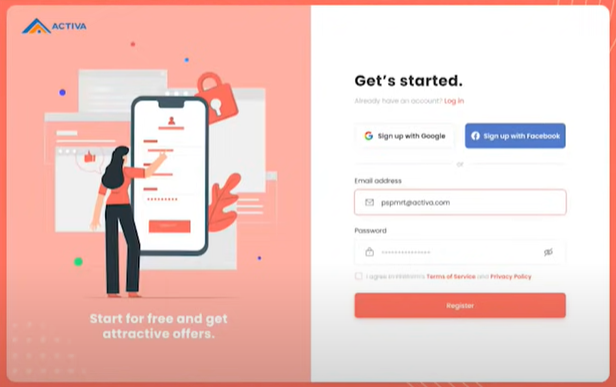 ACTIVA
Start for free and get
attractive offers.
Get's started.
Already have an account? Log in
Sign up with Google
Sign up with Facebook
or
Email address
pspmrt@activa.com
Password
I agree to Terms of Service and Privacy Policy
Register